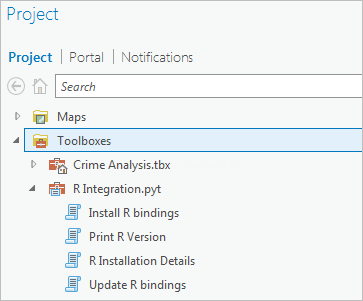 Project
Project Portal Notifications
Search
Maps
Toolboxes
Crime Analysis.tbx
R Integration.pyt
Install R bindings
Print R Version
R Installation Details
Update R bindings